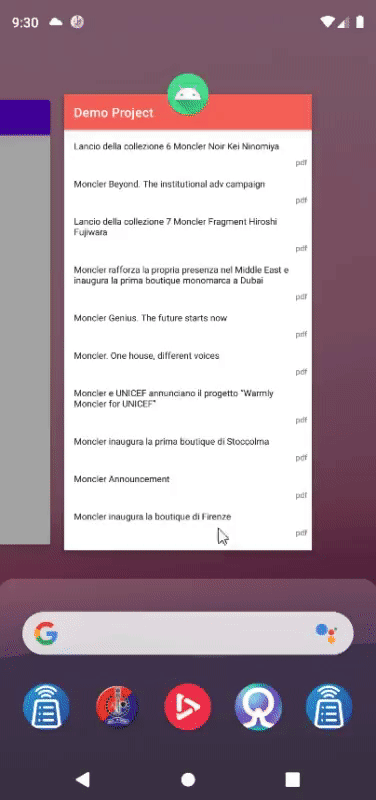 9:30
Demo Project
Lancio della collezione 6 Moncler Noir Kei Ninomiya
pdf
Moncler Beyond. The institutional adv campaign
pdf
Lancio della collezione 7 Moncler Fragment Hiroshi
Fujiwara
pdf
Moncler rafforza la propria presenza nel Middle East e
inaugura la prima boutique monomarca a Dubai
pdf
Moncler Genius. The future starts now
pdf
Moncler. One house, different voices
pdf
Moncler e UNICEF annunciano il progetto “Warmly
Moncler for UNICEF”
pdf
Moncler inaugura la prima boutique di Stoccolma
pdf
Moncler Announcement
pdf
Moncler inaugura la boutique di Firenze
pdf